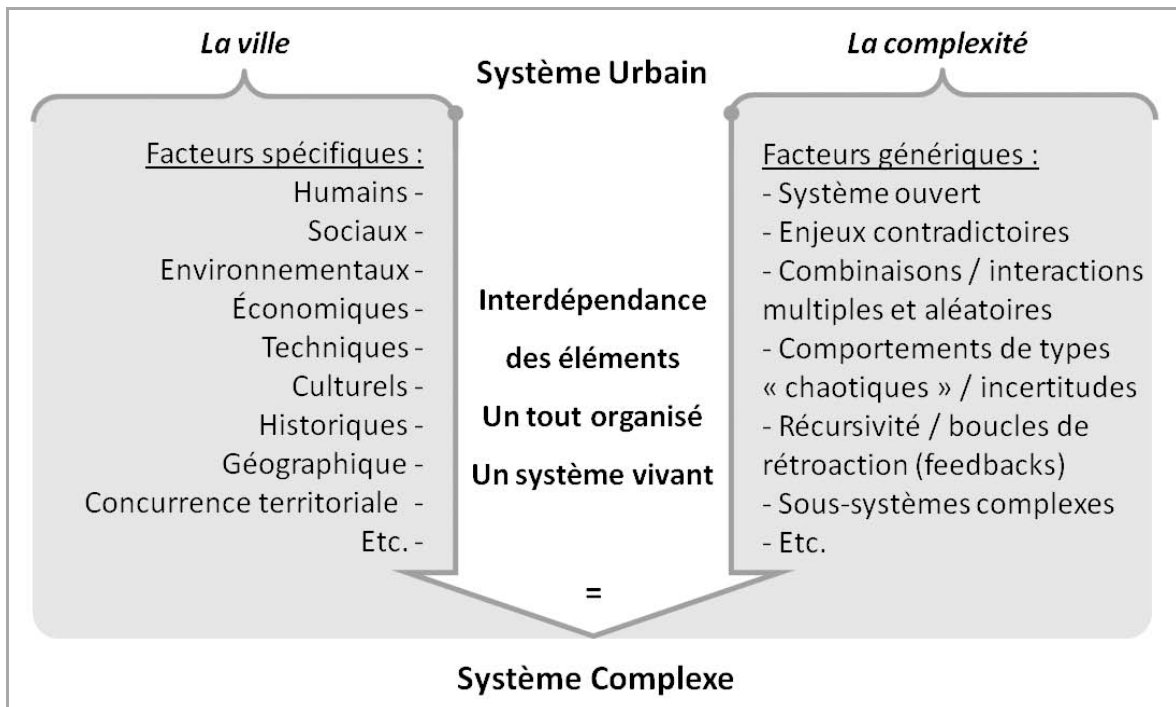 La ville
Système Urbain
La complexité
Facteurs spécifiques :
Humains -
Sociaux -
Environnementaux -
Économiques -
Techniques -
Culturels -
Historiques -
Géographique -
Concurrence territoriale -
Etc. -
Interdépendance
des éléments
Un tout organisé
Un système vivant
=
Facteurs génériques :
- Système ouvert
- Enjeux contradictoires
- Combinaisons / interactions
multiples et aléatoires
- Comportements de types
« chaotiques » / incertitudes
- Récursivité / boucles de
rétroaction (feedbacks)
- Sous-systèmes complexes
- Etc.
Système Complexe